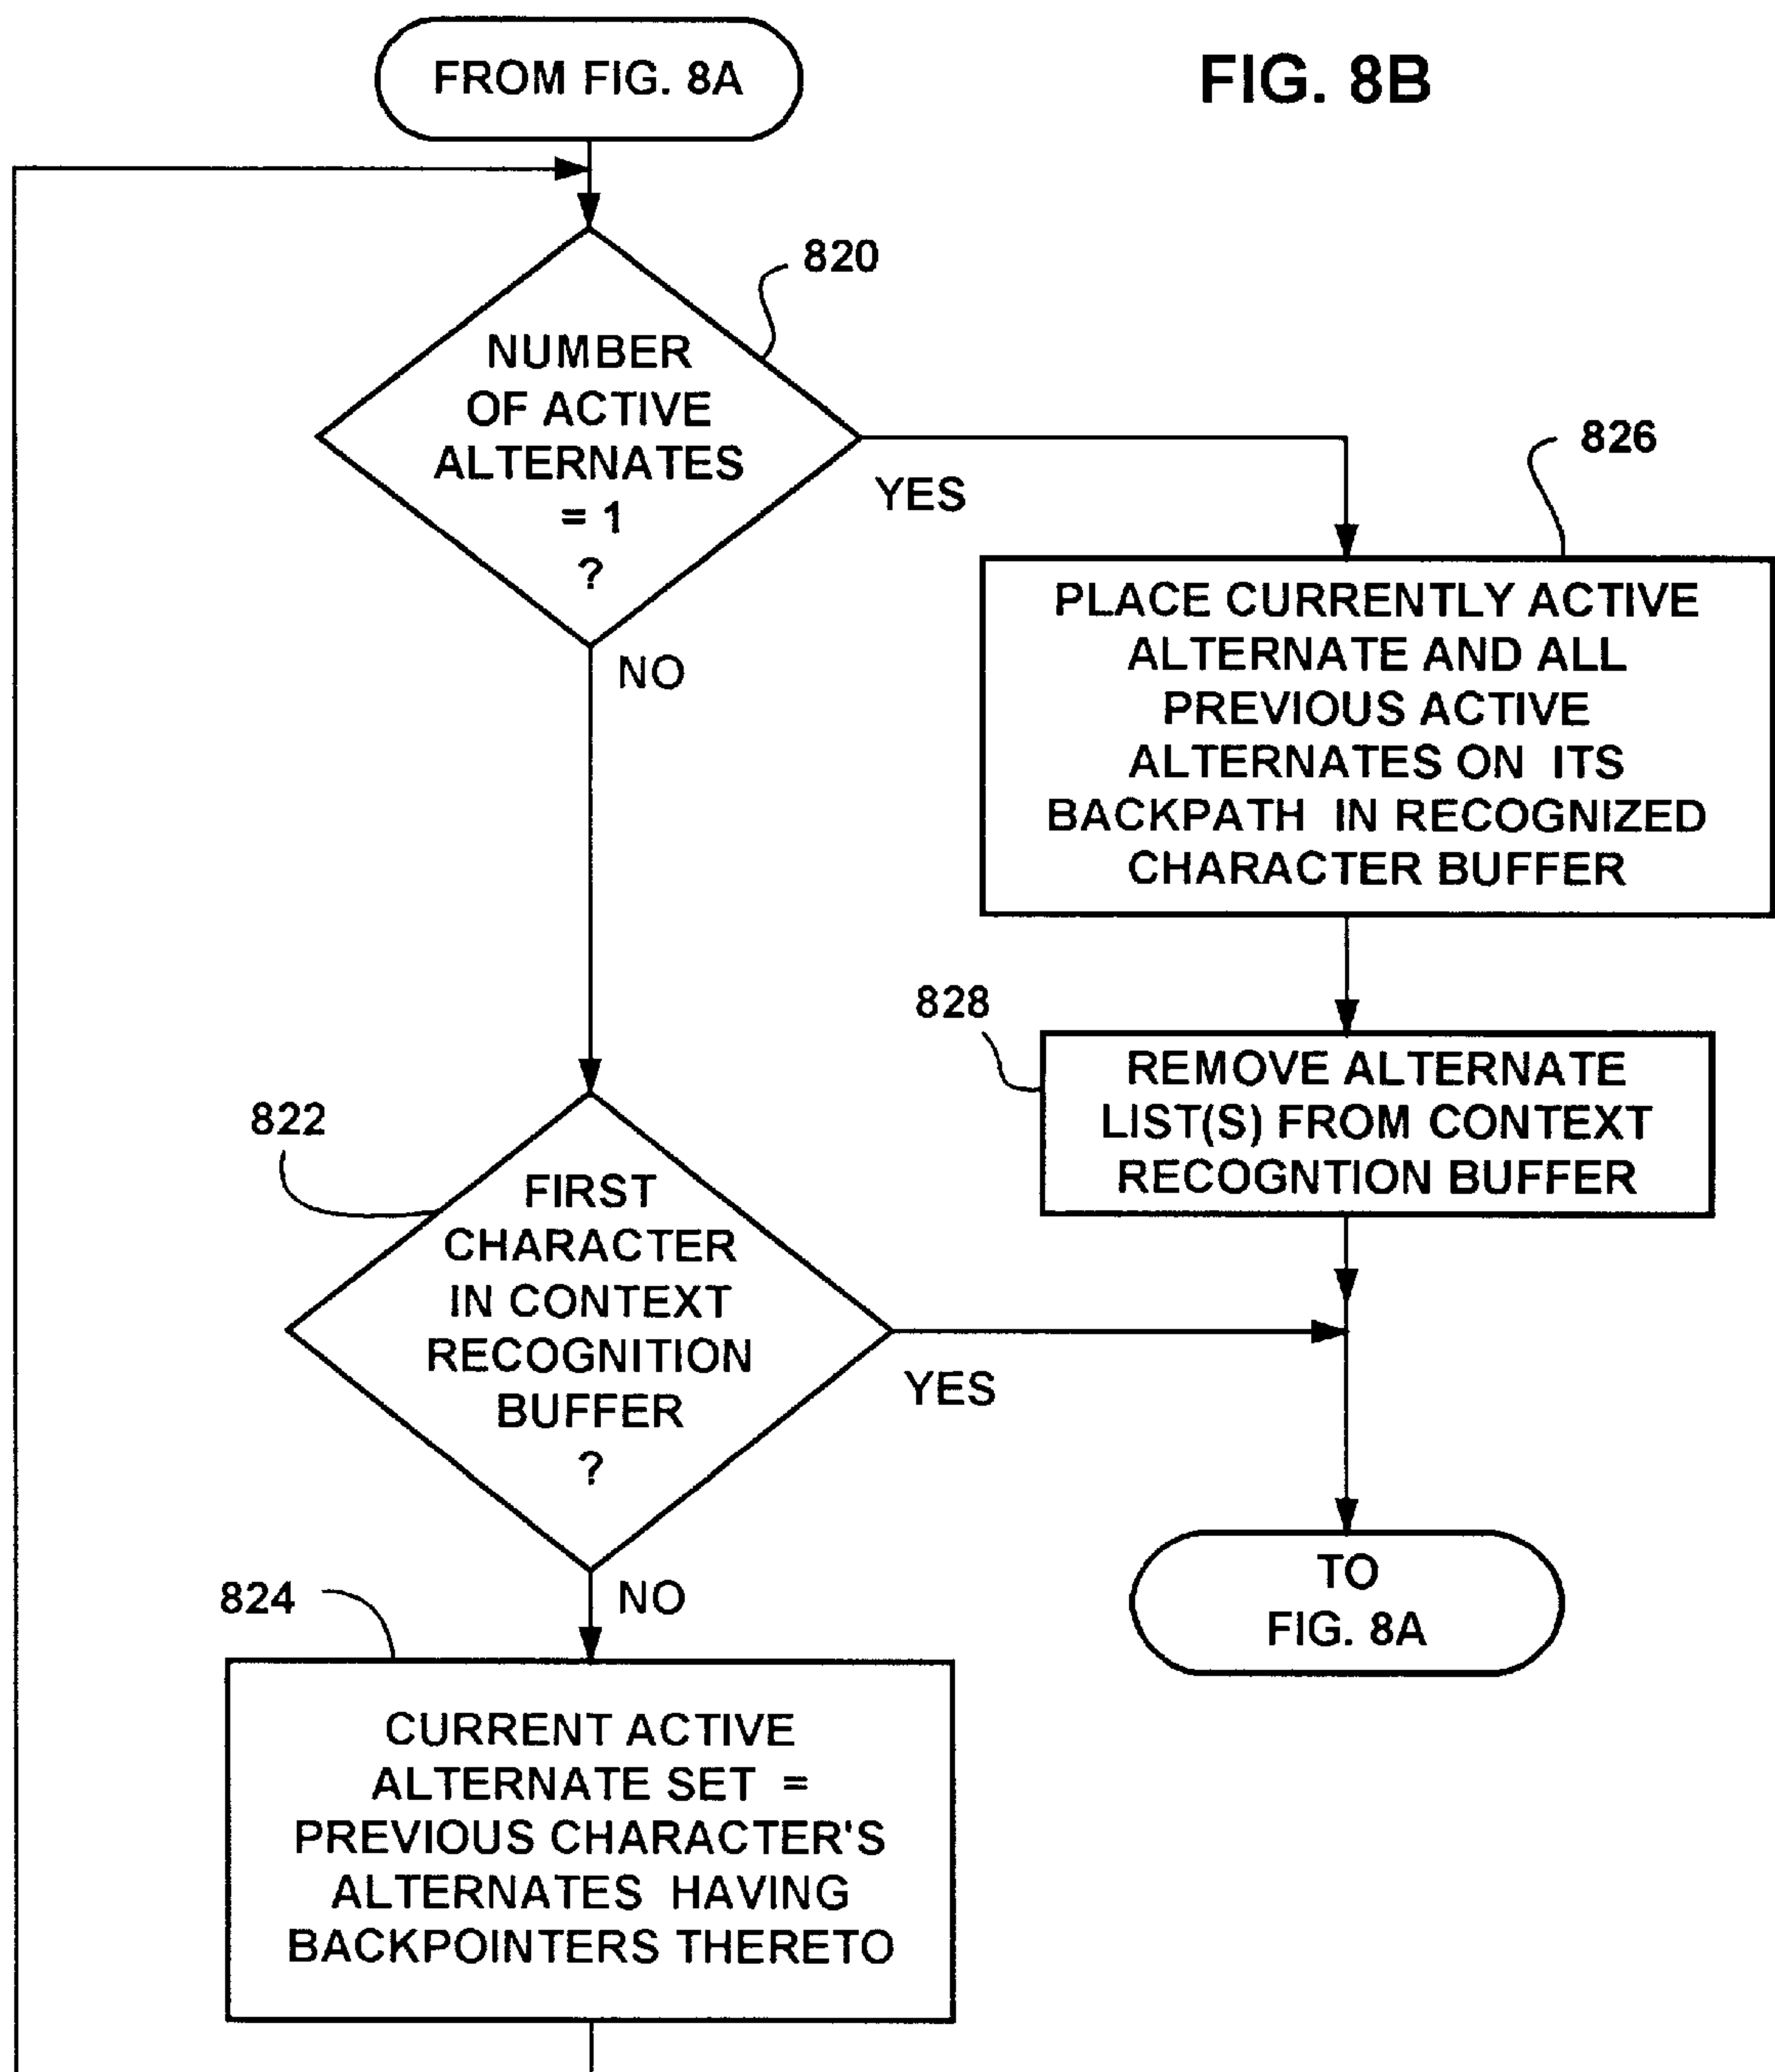 FROM FIG. 8A
FIG. 8B
820
NUMBER
OF ACTIVE
ALTERNATES
= 1
?
YES
NO
826
PLACE CURRENTLY ACTIVE
ALTERNATE AND ALL
PREVIOUS ACTIVE
ALTERNATES ON ITS
BACKPATH IN RECOGNIZED
CHARACTER BUFFER
828
REMOVE ALTERNATE
LIST(S) FROM CONTEXT
RECOGNTION BUFFER
822
FIRST
CHARACTER
IN CONTEXT
RECOGNITION
BUFFER
?
YES
NO
TO
FIG. 8A
824
CURRENT ACTIVE
ALTERNATE SET =
PREVIOUS CHARACTER'S
ALTERNATES HAVING
BACKPOINTERS THERETO